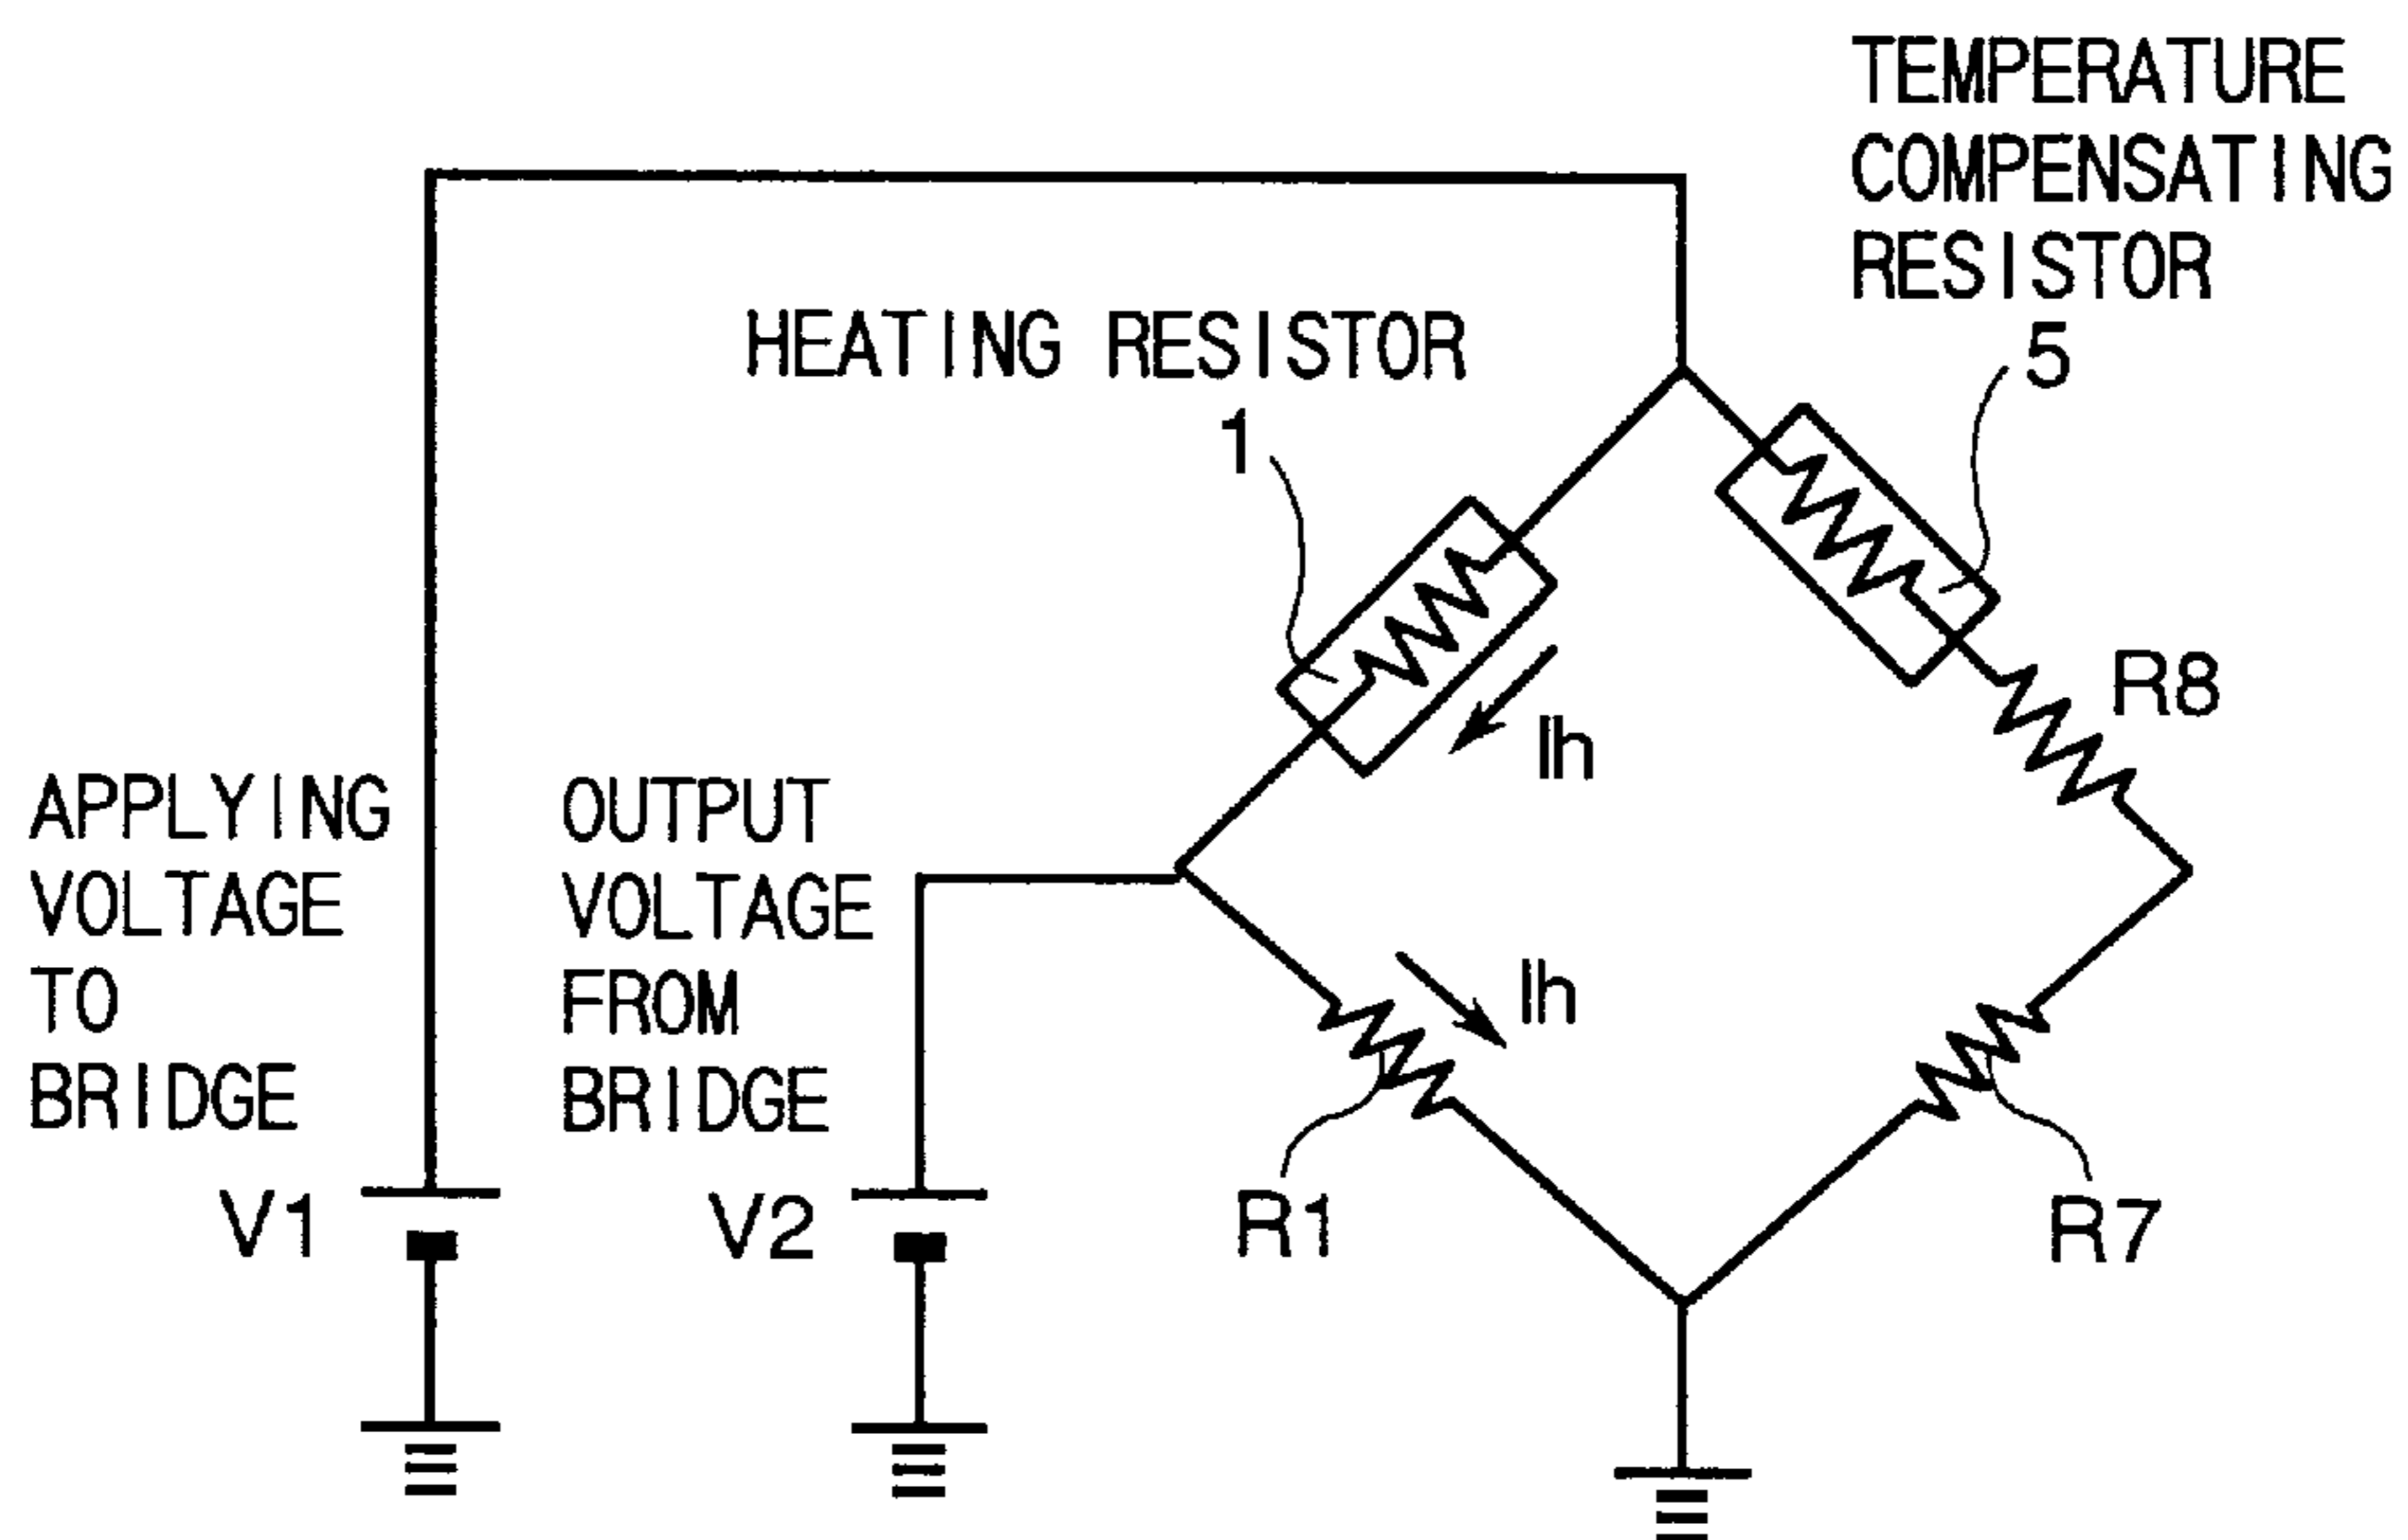 TEMPERATURE
COMPENSATING
RESISTOR
5
HEATING RESISTOR
1
Ih
R8
APPLYING
VOLTAGE
TO
BRIDGE
V1
OUTPUT
VOLTAGE
FROM
BRIDGE
V2
Ih
R1
R7